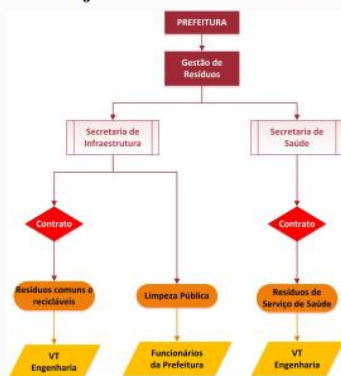 PREFEITURA
Gestão de
Resíduos
Secretaria de
Infraestrutura
Secretaria de
Saúde
Contrato
Contrato
Resíduos comuns e
recicláveis
Limpeza Pública
Resíduos de
Serviço de Saúde
VT
Engenharia
Funcionários
da Prefeitura
VT
Engenharia